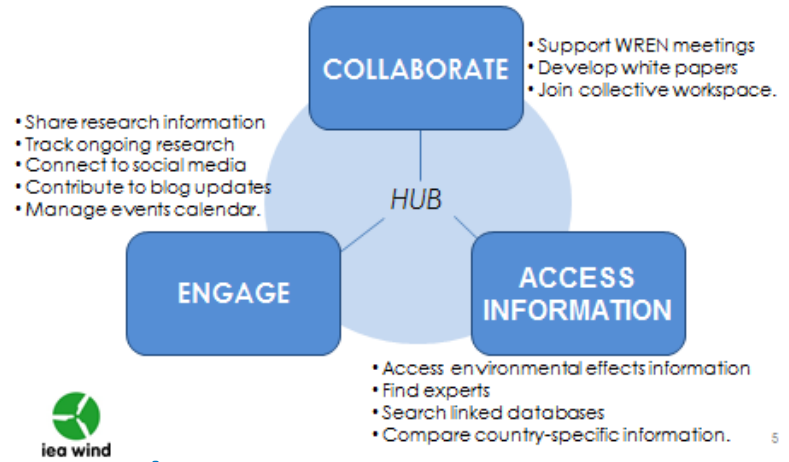 COLLABORATE
• Support WREN meetings
• Develop white papers
• Join collective workspace.
• Share research information
• Track ongoing research
• Connect to social media
• Contribute to blog updates
• Manage events calendar.
HUB
ENGAGE
ACCESS
INFORMATION
• Access environmental effects information
• Find experts
• Search linked databases
• Compare country-specific information.
iea wind
5